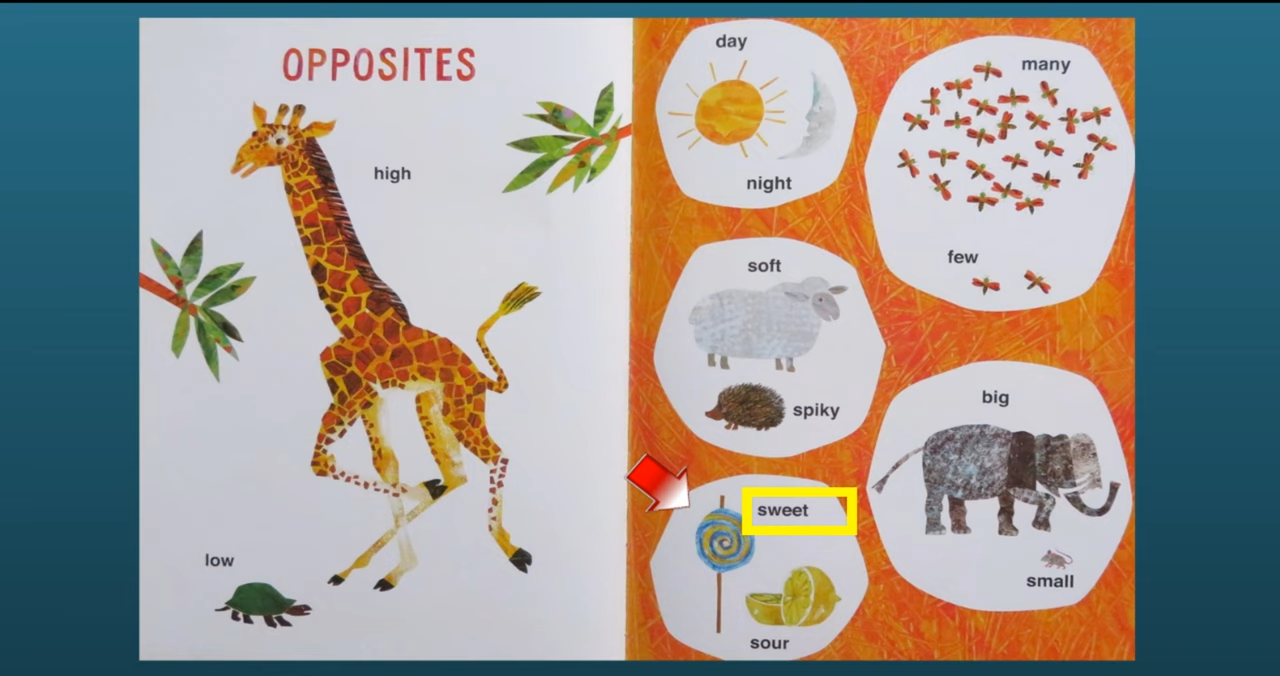 OPPOSITES
high
low
day
night
many
few
soft
spiky
big
small
sweet
sour